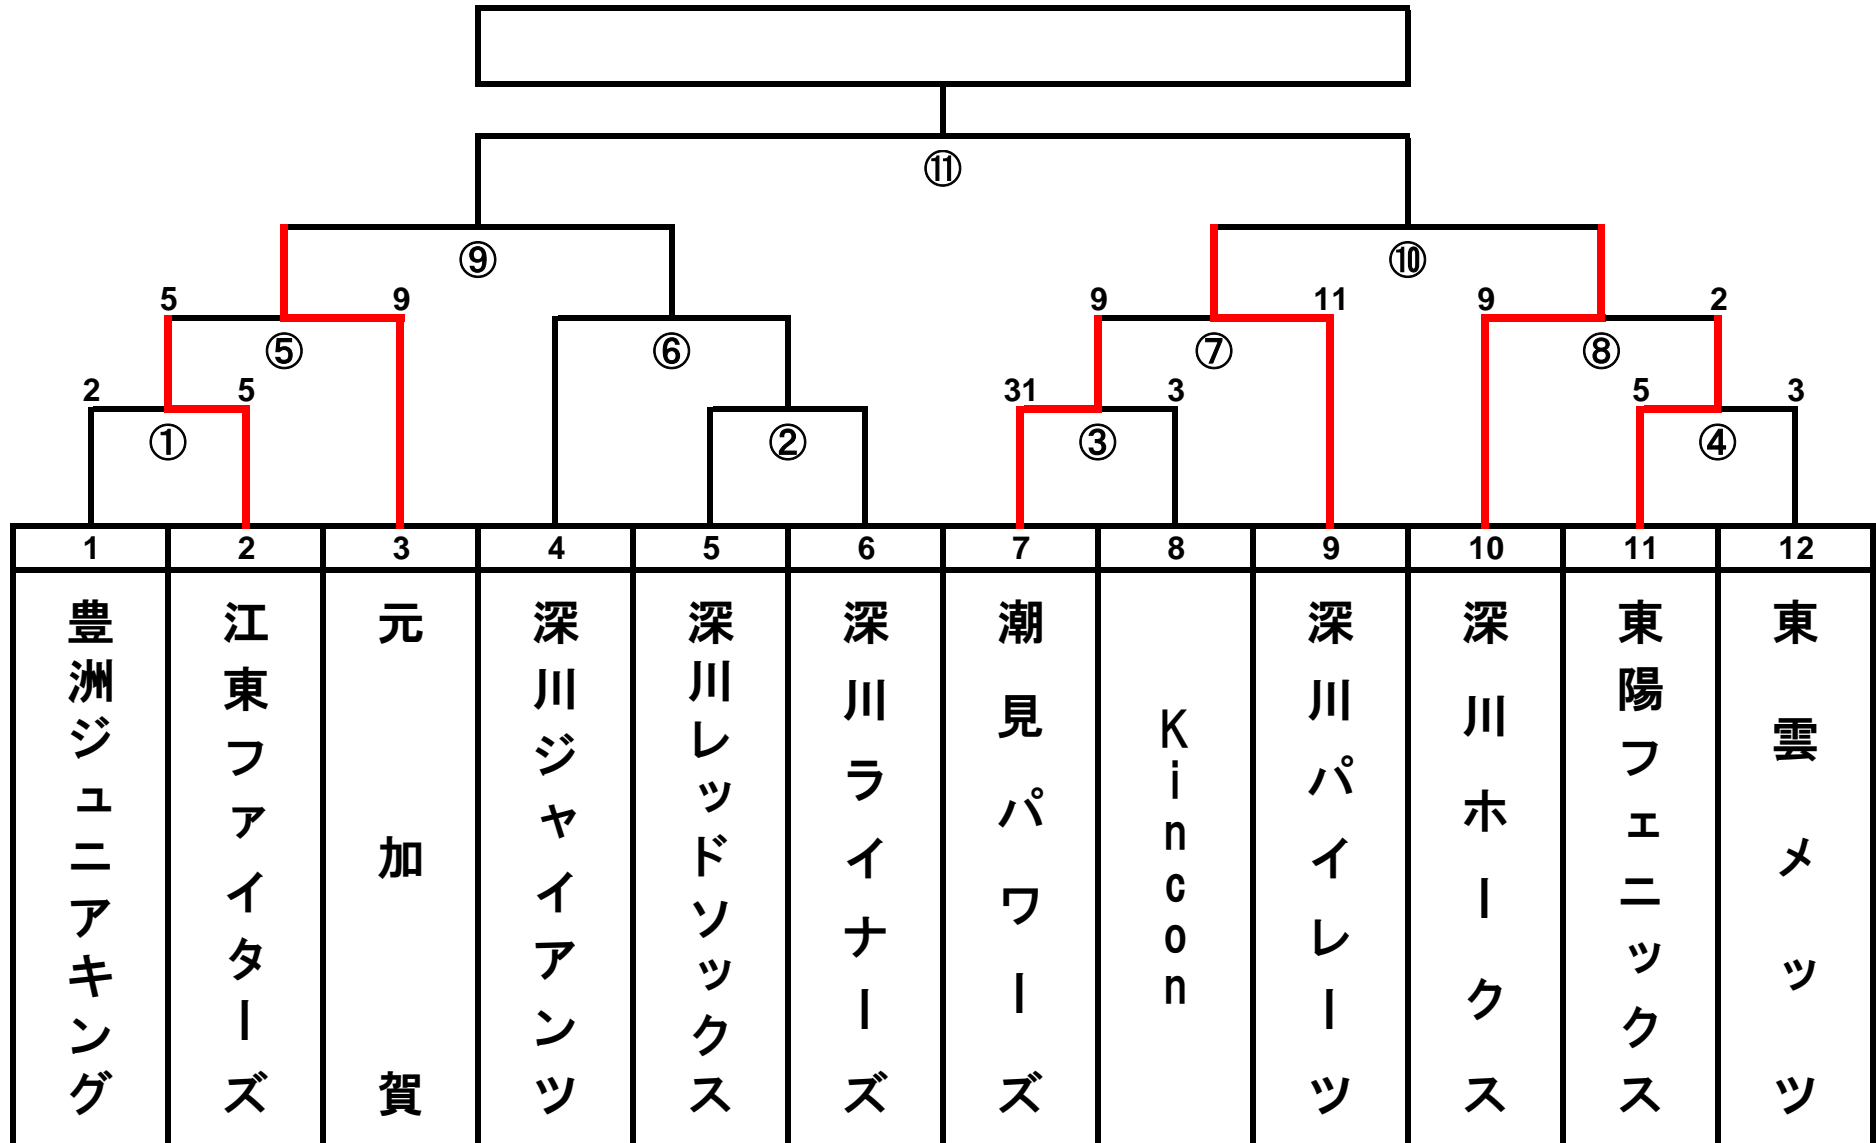 ⑪
⑨ ⑩
5 9 9 11 9 2
⑤ ⑥ ⑦ ⑧
2 5 31 3 5 3
① ② ③ ④
1 2 3 4 5 6 7 8 9 10 11 12
豊洲ジュニアキング
江東ファイターズ
元加賀
深川ジャイアンツ
深川レッドソックス
深川ライナーズ
潮見パワーズ
Kincon
深川パイレーツ
深川ホークス
東陽フェニックス
東雲メッツ